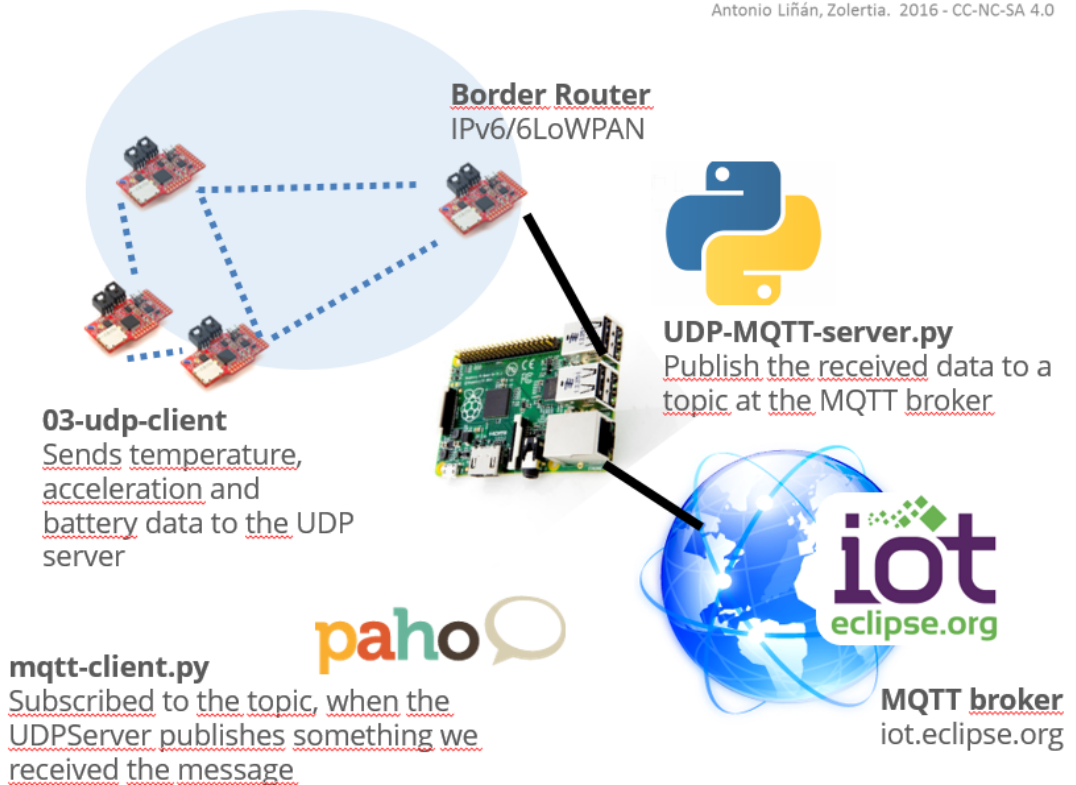 Antonio Liñán, Zolertia. 2016 - CC-NC-SA 4.0
Border Router
IPv6/6LoWPAN
UDP-MQTT-server.py
Publish the received data to a
topic at the MQTT broker
03-udp-client
Sends temperature,
acceleration and
battery data to the UDP
server
iot
eclipse.org
paho
mqtt-client.py
Subscribed to the topic, when the
UDPServer publishes something we
received the message
MQTT broker
iot.eclipse.org